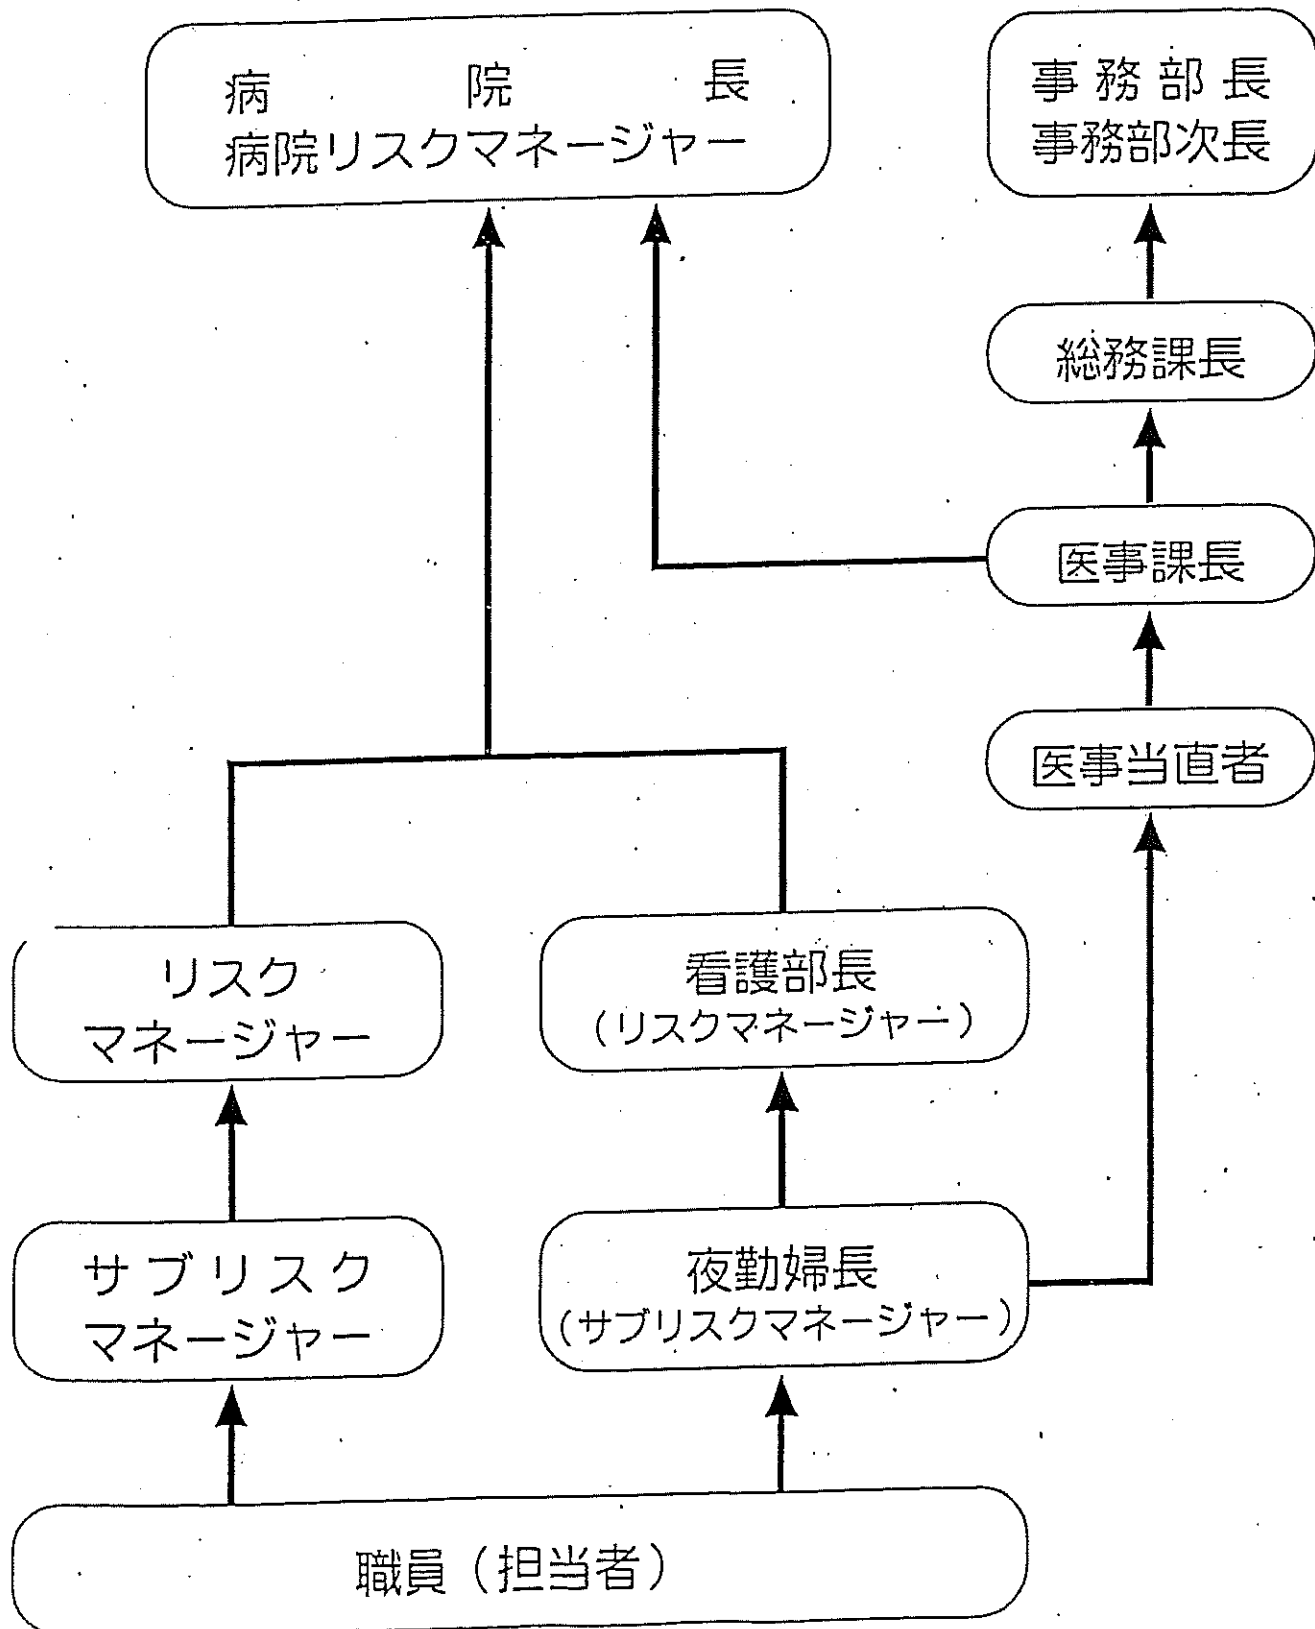 病院長
病院リスクマネージャー
事務部長
事務部次長
総務課長
医事課長
医事当直者
リスク
マネージャー
看護部長
（リスクマネージャー）
サブリスク
マネージャー
夜勤婦長
（サブリスクマネージャー）
職員（担当者）